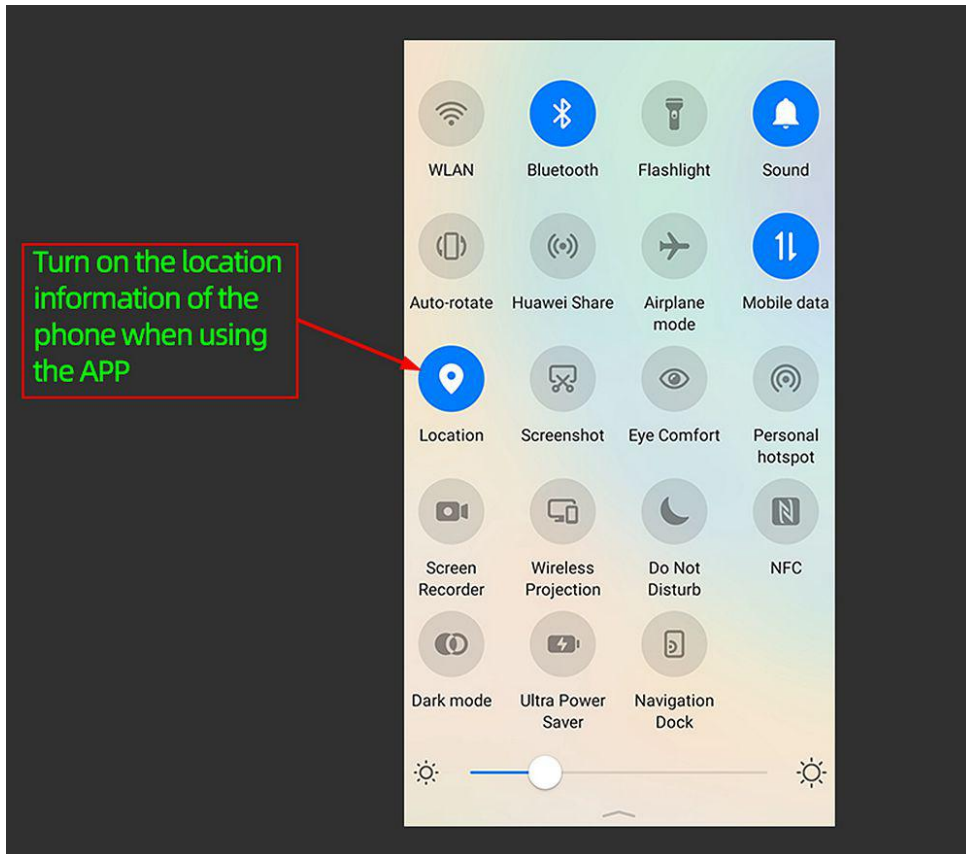 WLAN
Bluetooth
Flashlight
Sound
Turn on the location
information of the
phone when using
the APP
Auto-rotate
Huawei Share
Airplane
mode
Mobile data
Location
Screenshot
Eye Comfort
Personal
hotspot
Screen
Recorder
Wireless
Projection
Do Not
Disturb
NFC
Dark mode
Ultra Power
Saver
Navigation
Dock